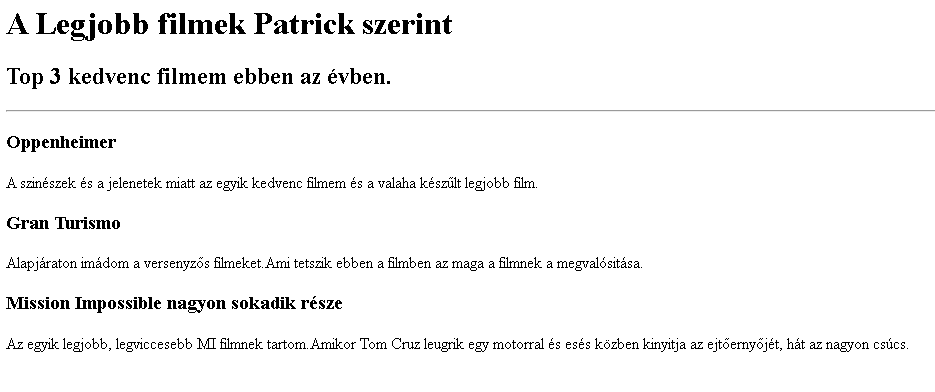 A Legjobb filmek Patrick szerint
Top 3 kedvenc filmem ebben az évben.
Oppenheimer
A szinészek és a jelenetek miatt az egyik kedvenc filmem és a valaha készűlt legjobb film.
Gran Turismo
Alapjáraton imádom a versenyzős filmeket.Ami tetszik ebben a filmben az maga a filmnek a megvalósitása.
Mission Impossible nagyon sokadik része
Az egyik legjobb, legviccesebb MI filmnek tartom.Amikor Tom Cruz leugrik egy motorral és esés közben kinyitja az ejtőernyőjét, hát az nagyon csúcs.